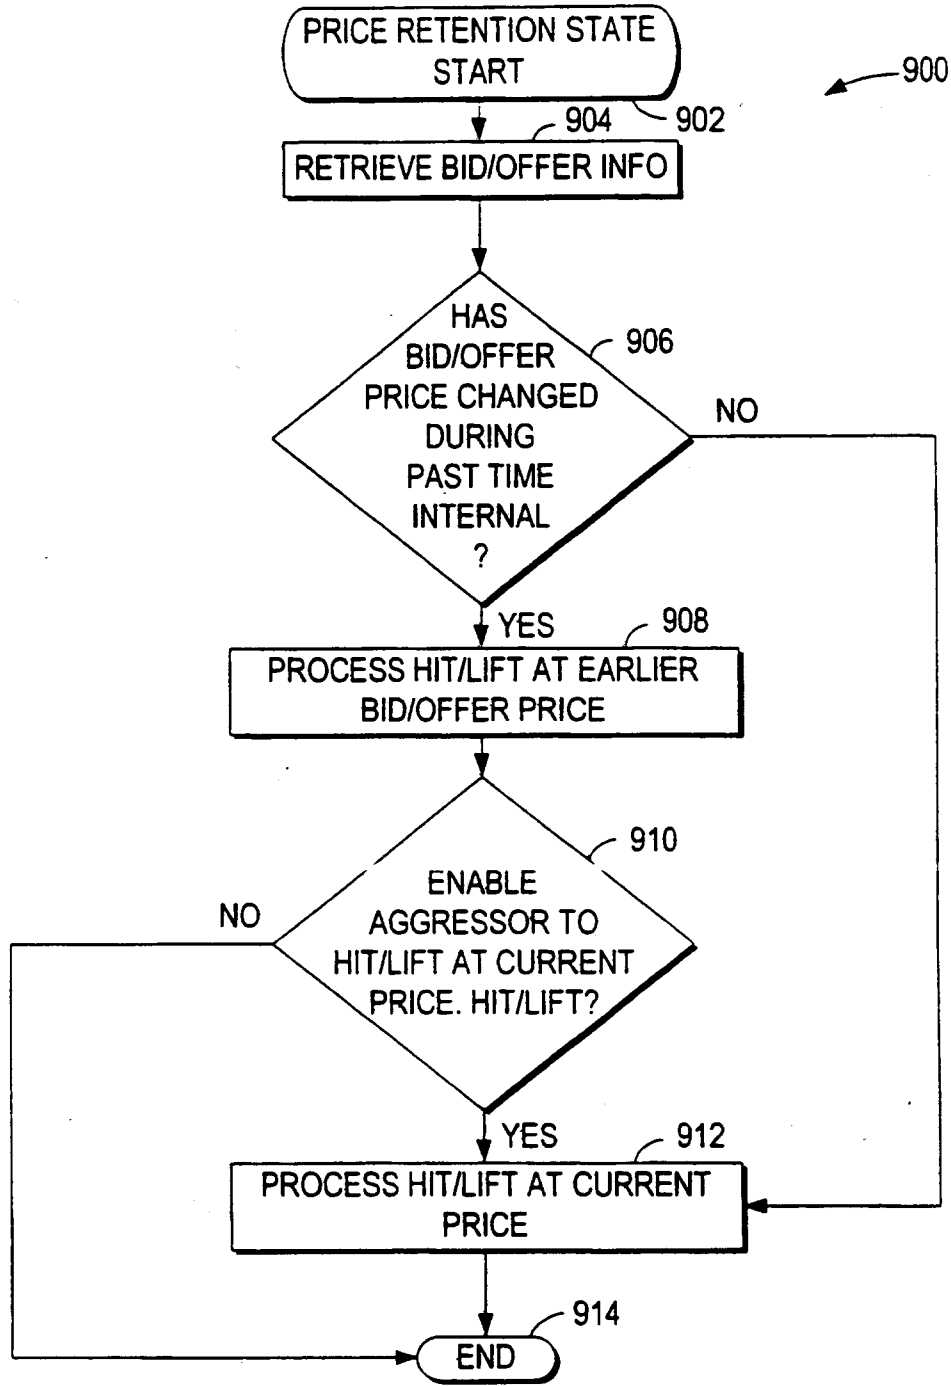 PRICE RETENTION STATE
START
900
902
904
RETRIEVE BID/OFFER INFO
HAS
BID/OFFER
PRICE CHANGED
DURING
PAST TIME
INTERNAL
?
906
NO
YES
908
PROCESS HIT/LIFT AT EARLIER
BID/OFFER PRICE
910
ENABLE
AGGRESSOR TO
HIT/LIFT AT CURRENT
PRICE. HIT/LIFT?
NO
YES
912
PROCESS HIT/LIFT AT CURRENT
PRICE
914
END